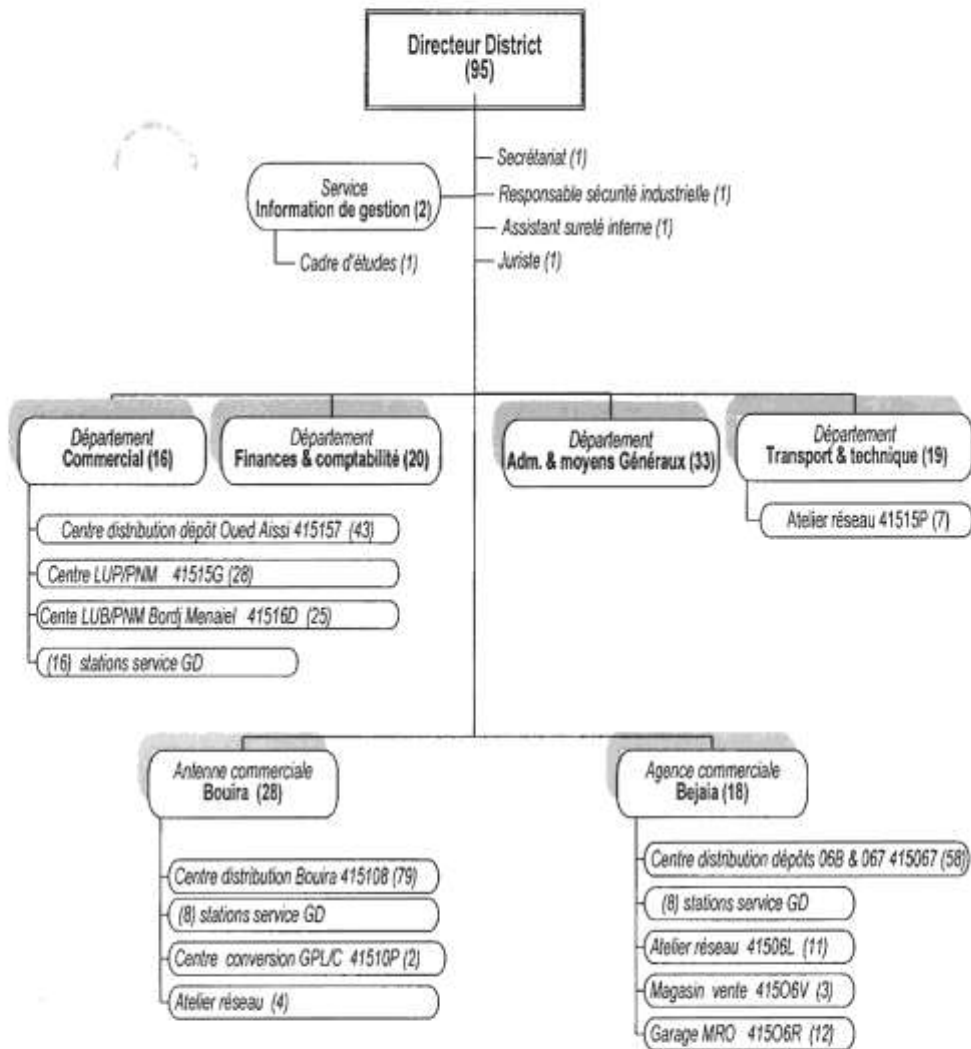 Directeur District
(95)
Secrétariat (1)
Service
Information de gestion (2)
Responsable sécurité industrielle (1)
Assistant sureté interne (1)
Cadre d'études (1)
Juriste (1)
Département
Commercial (16)
Département
Finances & comptabilité (20)
Département
Adm. & moyens Généraux (33)
Département
Transport & technique (19)
Centre distribution dépôt Oued Aissi 415157 (43)
Centre LUP/PNM 41515G (28)
Cente LUB/PNM Bordj Menaiel 41516D (25)
(16) stations service GD
Atelier réseau 41515P (7)
Antenne commerciale
Bouira (28)
Centre distribution Bouira 415108 (79)
(8) stations service GD
Centre conversion GPL/C 41510P (2)
Atelier réseau (4)
Agence commerciale
Bejaia (18)
Centre distribution dépôts 06B & 067 415067 (58)
(8) stations service GD
Atelier réseau 41506L (11)
Magasin vente 415O6V (3)
Garage MRO 415O6R (12)